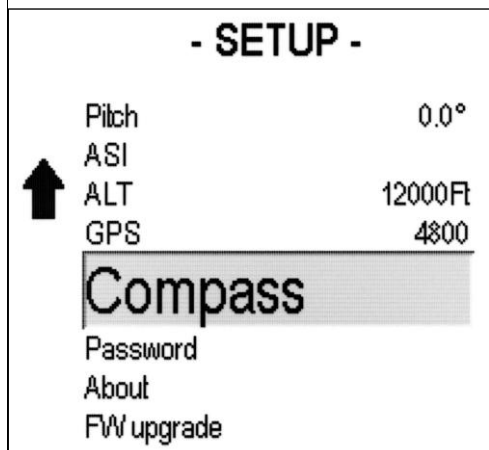 - SETUP -
Pitch 0.0°
ASI
ALT 12000Ft
GPS 4800
Compass
Password
About
FW upgrade